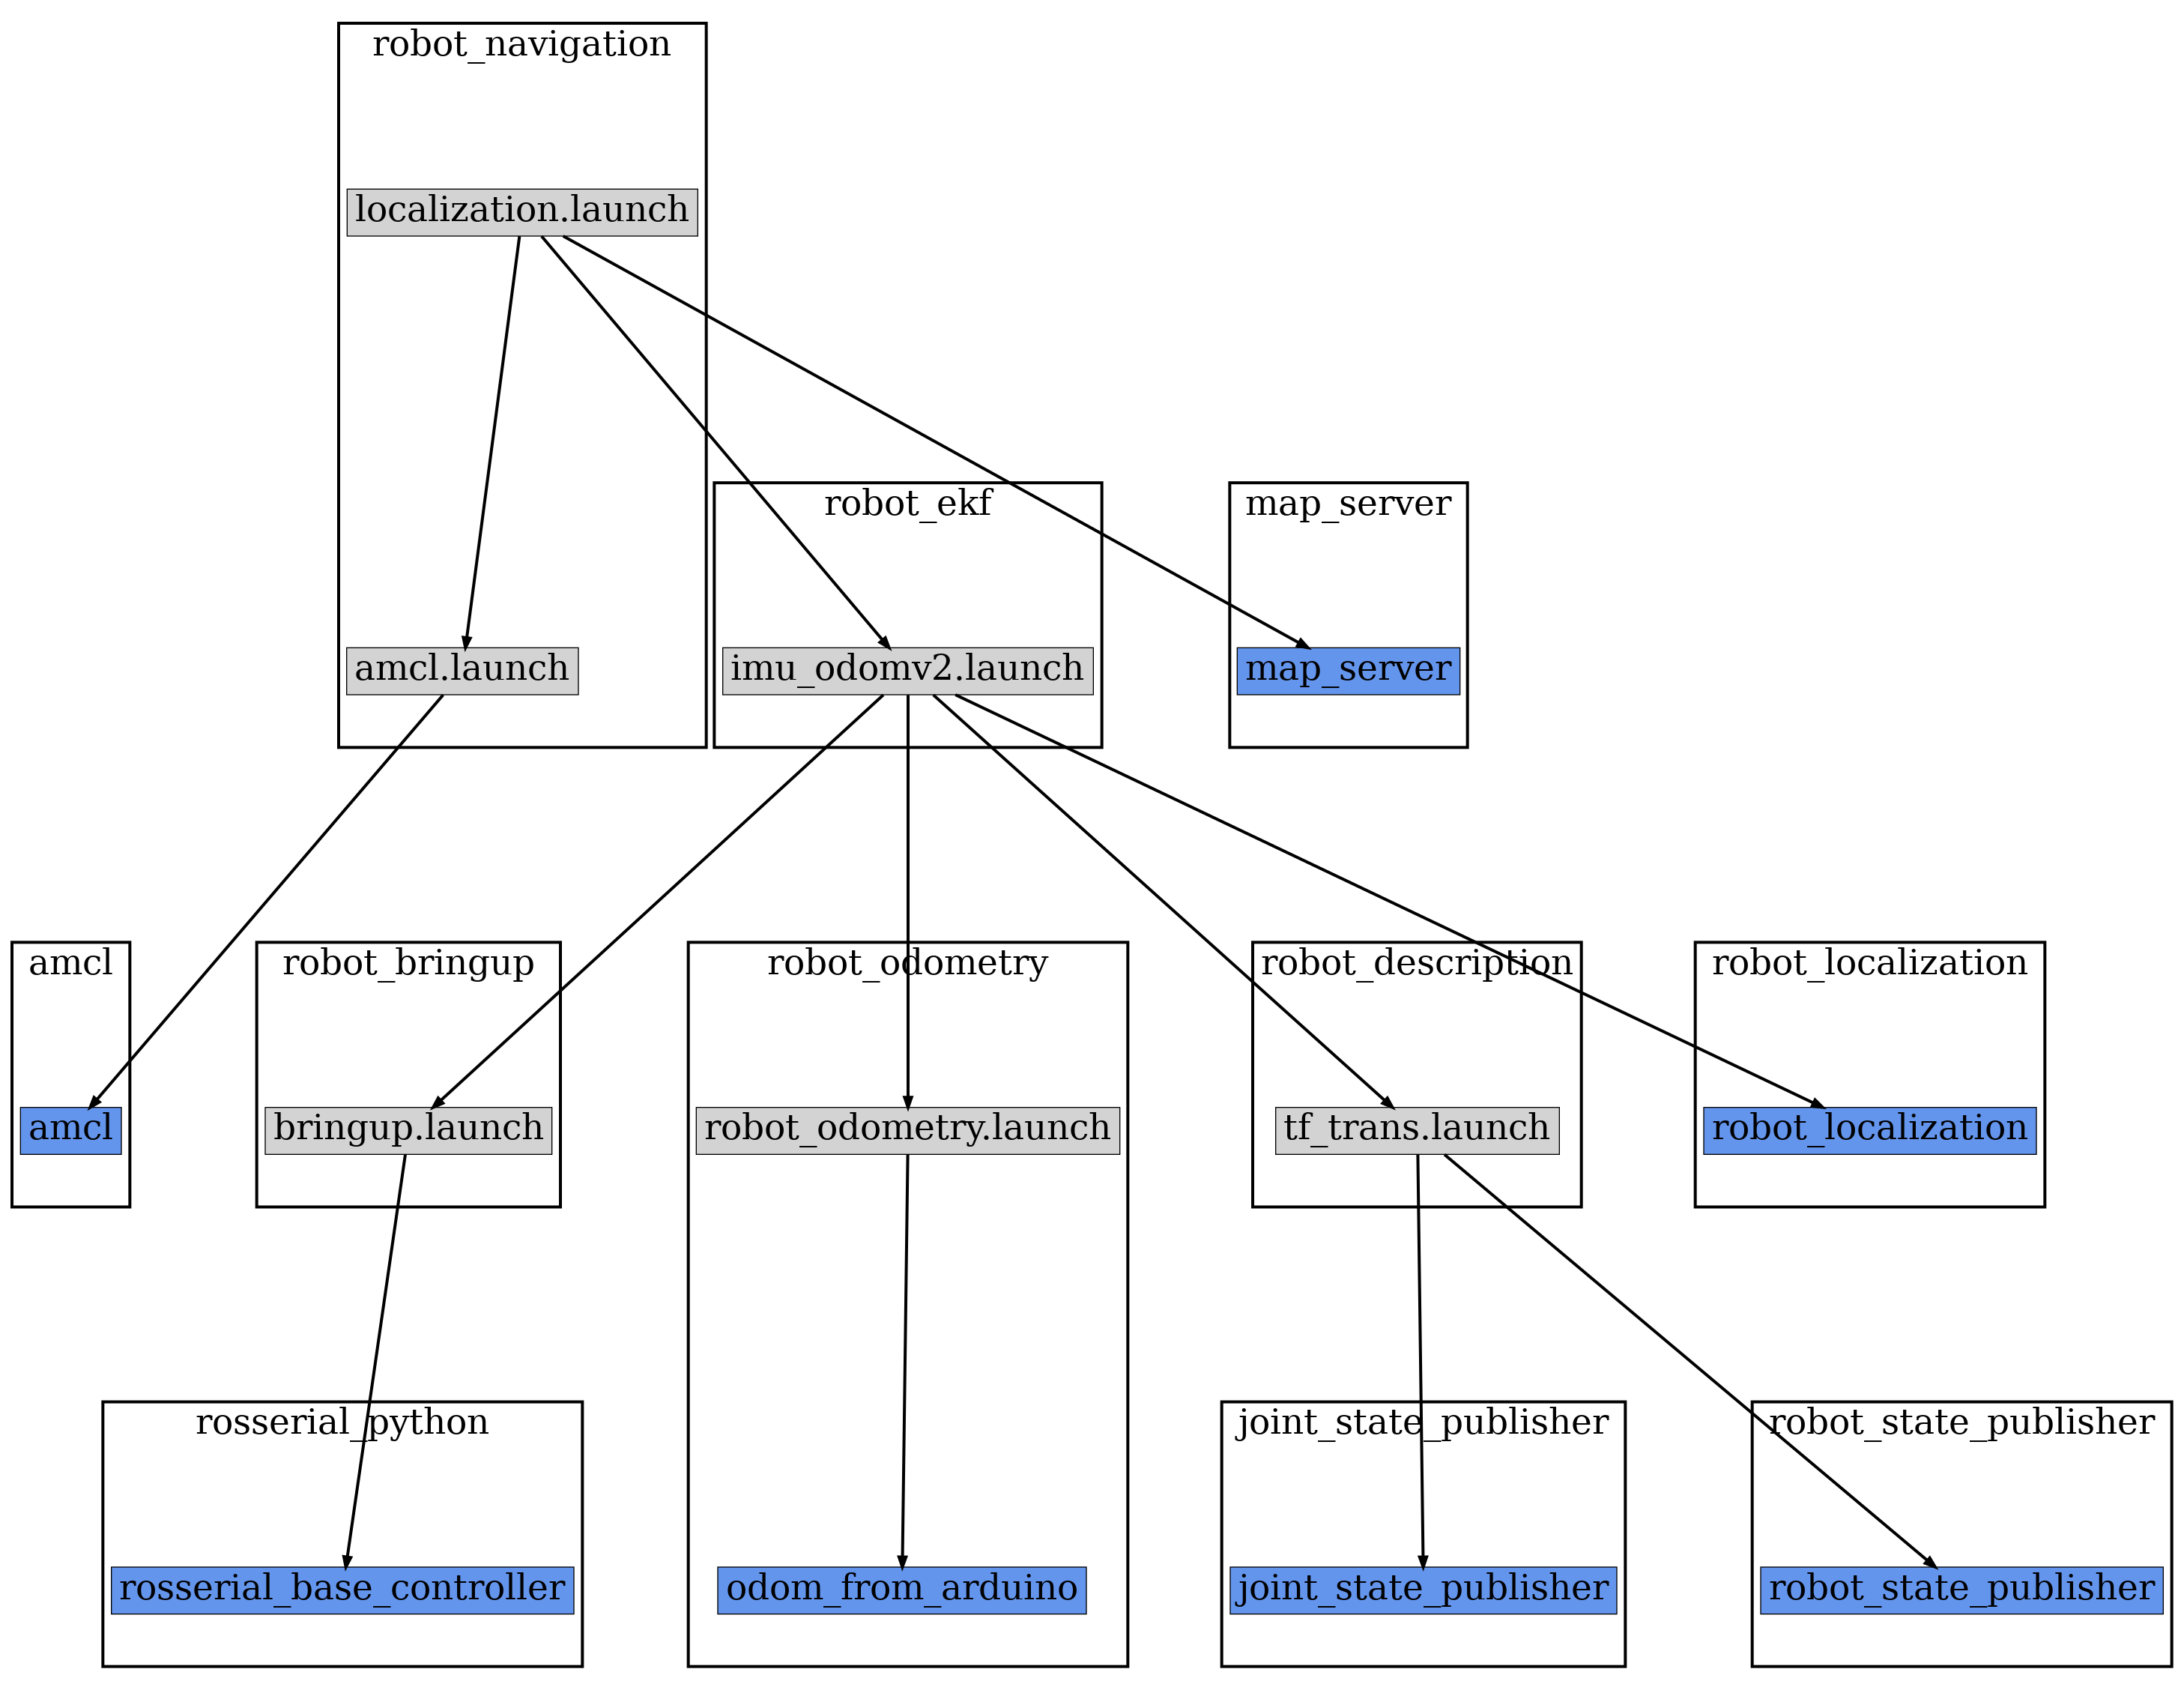 robot_navigation
localization.launch
robot_ekf
map_server
amcl.launch
imu_odomv2.launch
map_server
amcl
robot_bringup
robot_odometry
robot_description
robot_localization
amcl
bringup.launch
robot_odometry.launch
tf_trans.launch
robot_localization
rosserial_python
joint_state_publisher
robot_state_publisher
rosserial_base_controller
odom_from_arduino
joint_state_publisher
robot_state_publisher